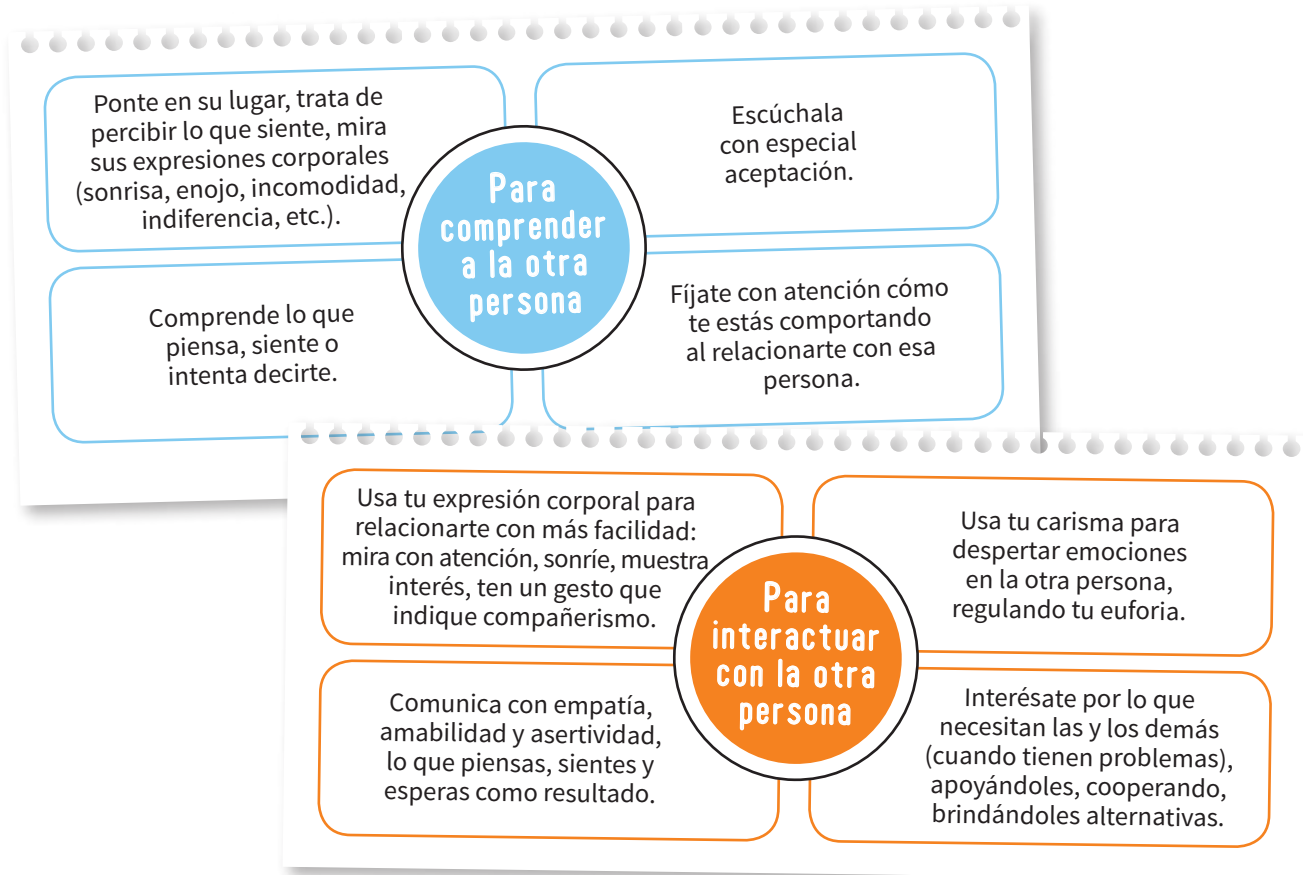 Ponte en su lugar, trata de
percibir lo que siente, mira
sus expresiones corporales
(sonrisa, enojo, incomodidad,
indiferencia, etc.).
Escúchala
con especial
aceptación.
Para
comprender
a la otra
persona
Comprende lo que
piensa, siente o
intenta decirte.
Fíjate con atención cómo
te estás comportando
al relacionarte con esa
persona.
Usa tu expresión corporal para
relacionarte con más facilidad:
mira con atención, sonríe, muestra
interés, ten un gesto que
indique compañerismo.
Usa tu carisma para
despertar emociones
en la otra persona,
regulando tu euforia.
Para
interactuar
con la otra
persona
Comunica con empatía,
amabilidad y asertividad,
lo que piensas, sientes y
esperas como resultado.
Interésate por lo que
necesitan las y los demás
(cuando tienen problemas),
apoyándoles, cooperando,
brindándoles alternativas.